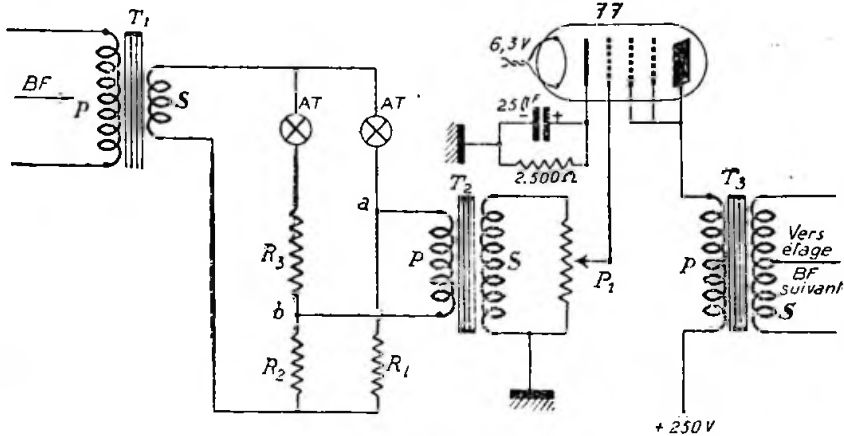 T1
77
6,3V
BF
P
S
AT
AT
25µF
-
+
2.500Ω
T2
T3
a
R3
P
S
P1
P
Vers
étage
BF
suivant
S
b
R2
R1
+ 250V